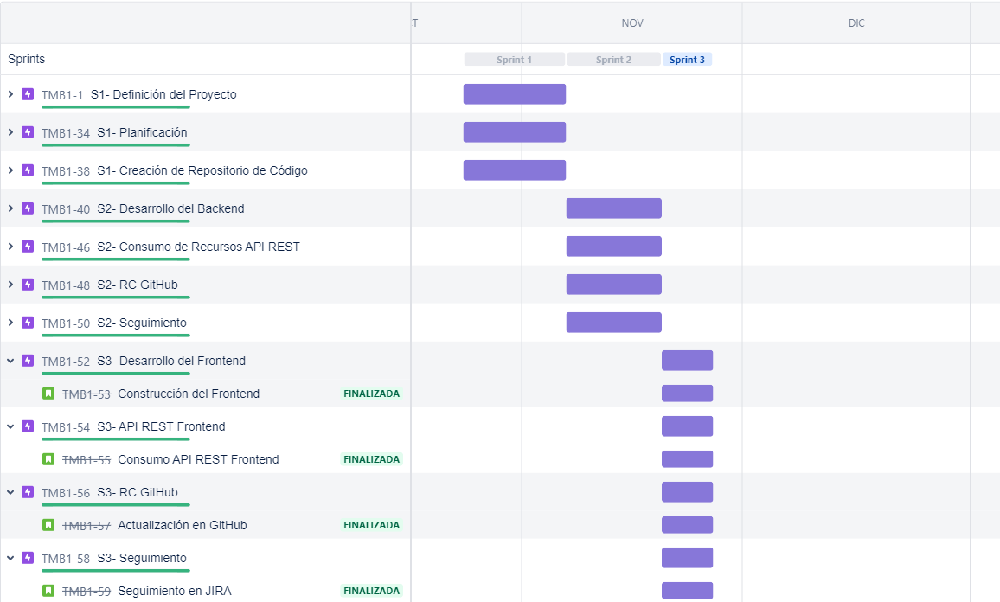 T NOV DIC
Sprints Sprint 1 Sprint 2 Sprint 3
TMB1-1 S1- Definición del Proyecto
TMB1-34 S1- Planificación
TMB1-38 S1- Creación de Repositorio de Código
TMB1-40 S2- Desarrollo del Backend
TMB1-46 S2- Consumo de Recursos API REST
TMB1-48 S2- RC GitHub
TMB1-50 S2- Seguimiento
TMB1-52 S3- Desarrollo del Frontend
TMB1-53 Construcción del Frontend FINALIZADA
TMB1-54 S3- API REST Frontend
TMB1-55 Consumo API REST Frontend FINALIZADA
TMB1-56 S3- RC GitHub
TMB1-57 Actualización en GitHub FINALIZADA
TMB1-58 S3- Seguimiento
TMB1-59 Seguimiento en JIRA FINALIZADA